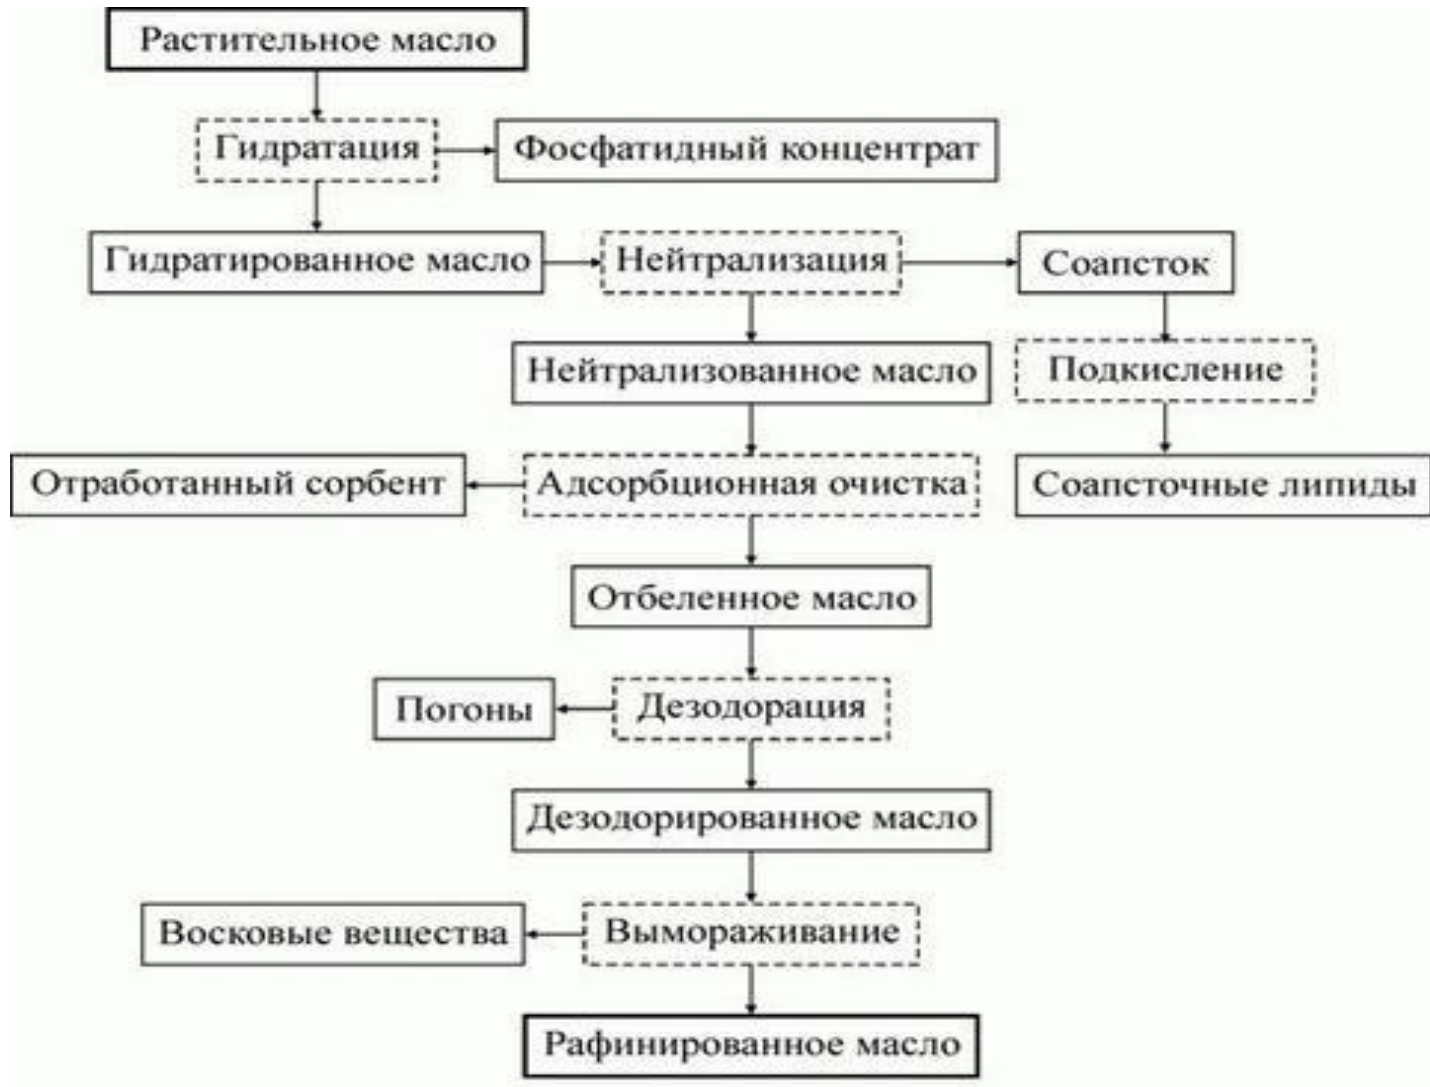 Растительное масло
Гидратация
Фосфатидный концентрат
Гидратированное масло
Нейтрализация
Соапсток
Нейтрализованное масло
Подкисление
Отработанный сорбент
Адсорбционная очистка
Соапсточные липиды
Отбеленное масло
Погоны
Дезодорация
Дезодорированное масло
Восковые вещества
Вымораживание
Рафинированное масло